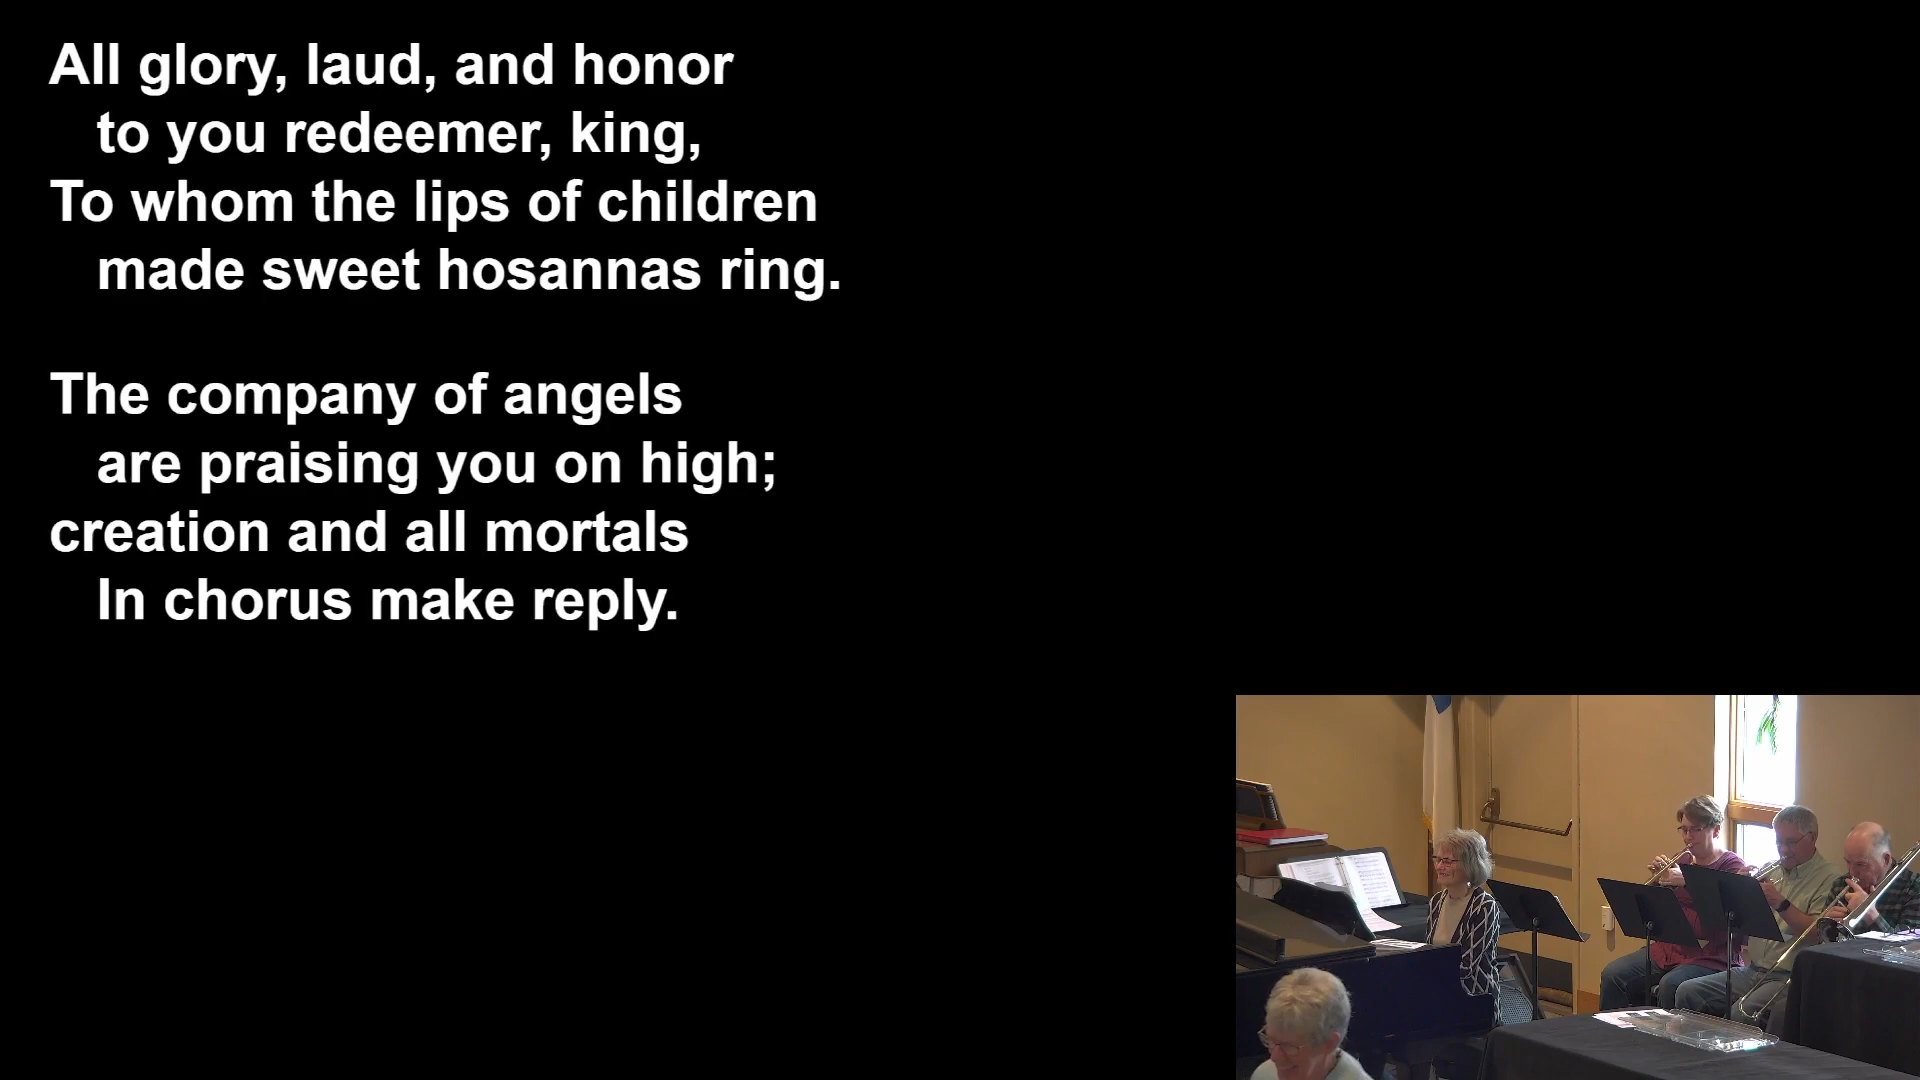 All glory, laud, and honor
to you redeemer, king,
To whom the lips of children
made sweet hosannas ring.
The company of angels
are praising you on high;
creation and all mortals
In chorus make reply.